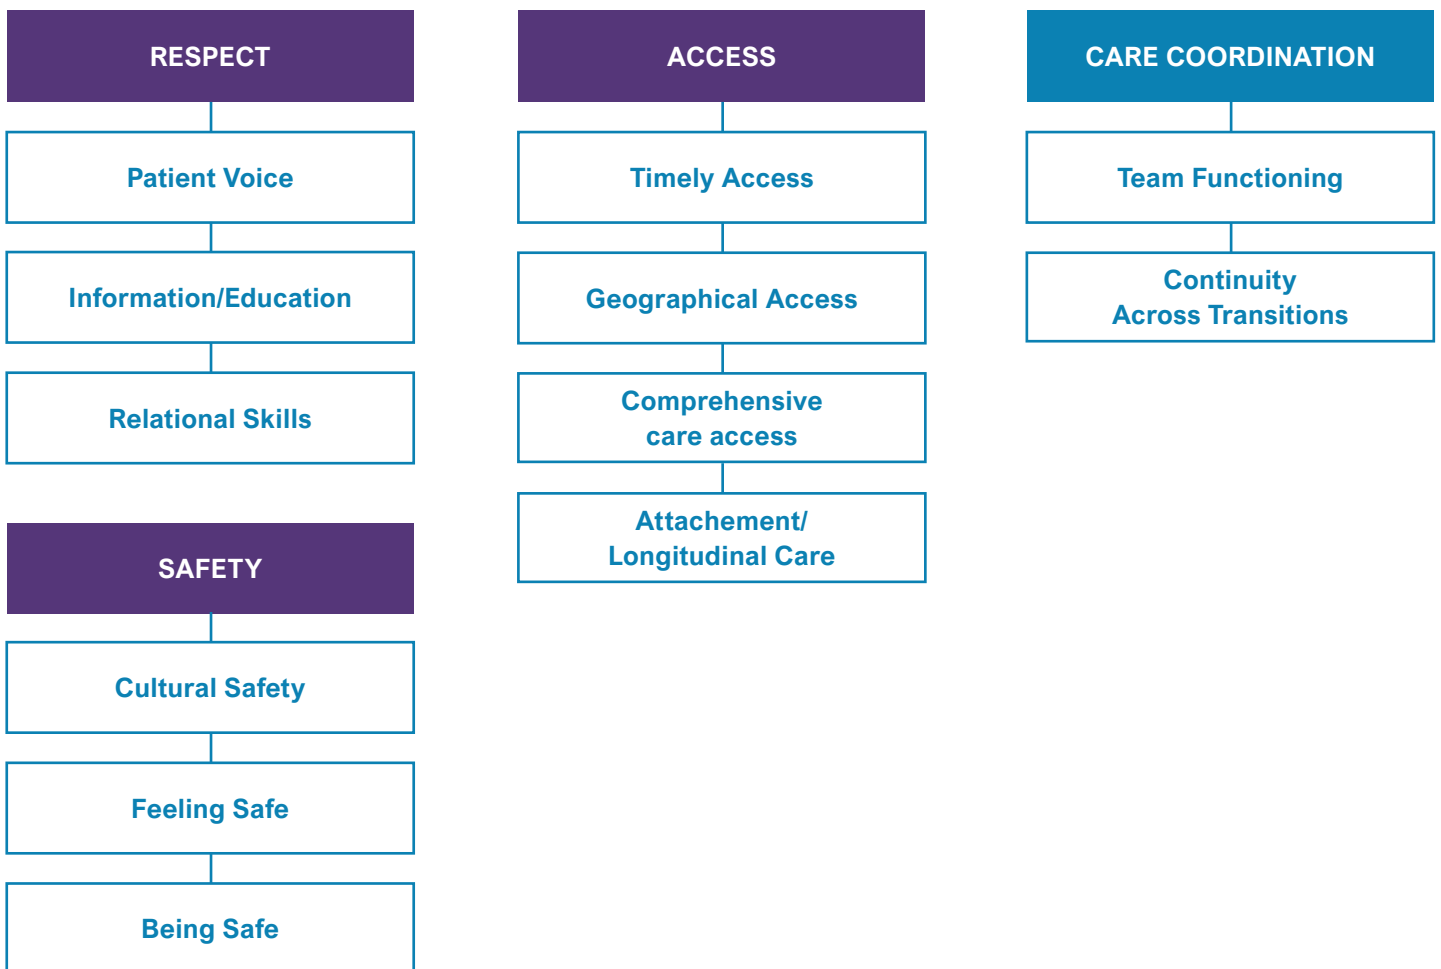 RESPECT
Patient Voice
Information/Education
Relational Skills
SAFETY
Cultural Safety
Feeling Safe
Being Safe
ACCESS
Timely Access
Geographical Access
Comprehensive
care access
Attachement/
Longitudinal Care
CARE COORDINATION
Team Functioning
Continuity
Across Transitions